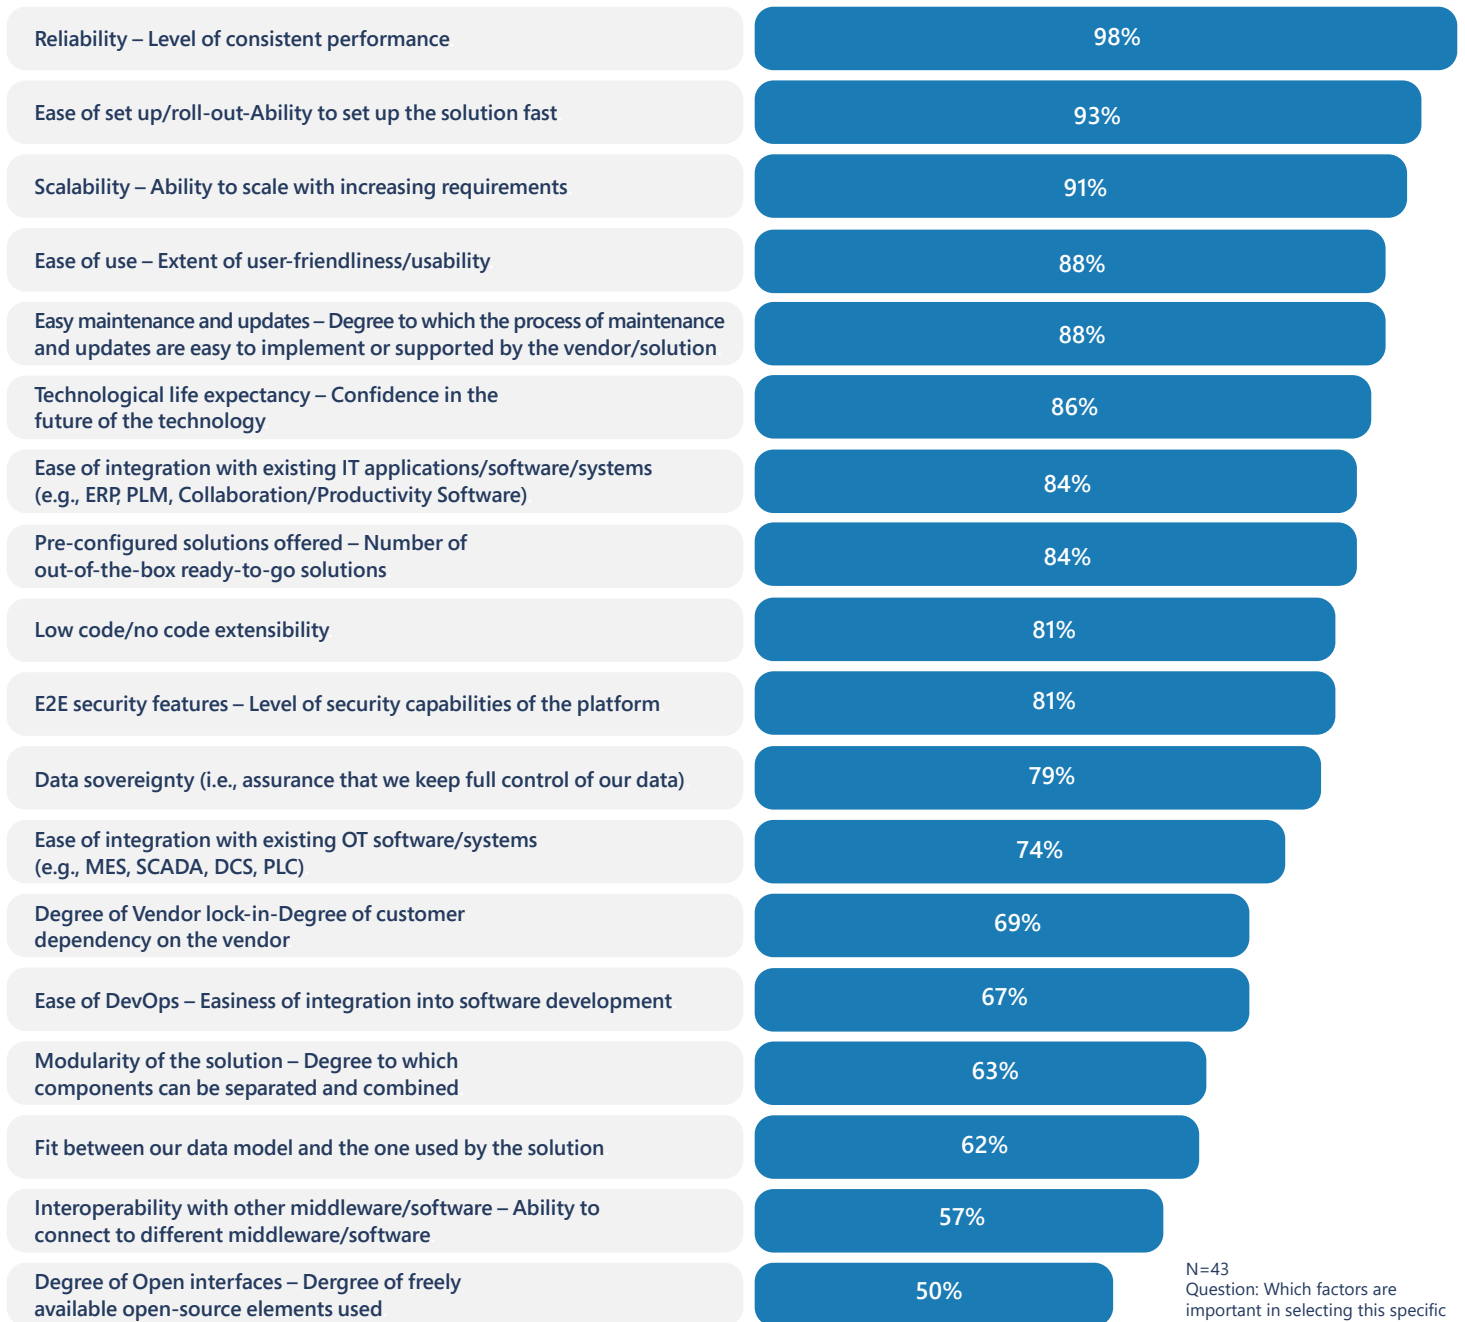 Reliability – Level of consistent performance
98%
Ease of set up/roll-out-Ability to set up the solution fast
93%
Scalability – Ability to scale with increasing requirements
91%
Ease of use – Extent of user-friendliness/usability
88%
Easy maintenance and updates – Degree to which the process of maintenance
and updates are easy to implement or supported by the vendor/solution
88%
Technological life expectancy – Confidence in the
future of the technology
86%
Ease of integration with existing IT applications/software/systems
(e.g., ERP, PLM, Collaboration/Productivity Software)
84%
Pre-configured solutions offered – Number of
out-of-the-box ready-to-go solutions
84%
Low code/no code extensibility
81%
E2E security features – Level of security capabilities of the platform
81%
Data sovereignty (i.e., assurance that we keep full control of our data)
79%
Ease of integration with existing OT software/systems
(e.g., MES, SCADA, DCS, PLC)
74%
Degree of Vendor lock-in-Degree of customer
dependency on the vendor
69%
Ease of DevOps – Easiness of integration into software development
67%
Modularity of the solution – Degree to which
components can be separated and combined
63%
Fit between our data model and the one used by the solution
62%
Interoperability with other middleware/software – Ability to
connect to different middleware/software
57%
Degree of Open interfaces – Dergree of freely
available open-source elements used
50%
N=43
Question: Which factors are
important in selecting this specific